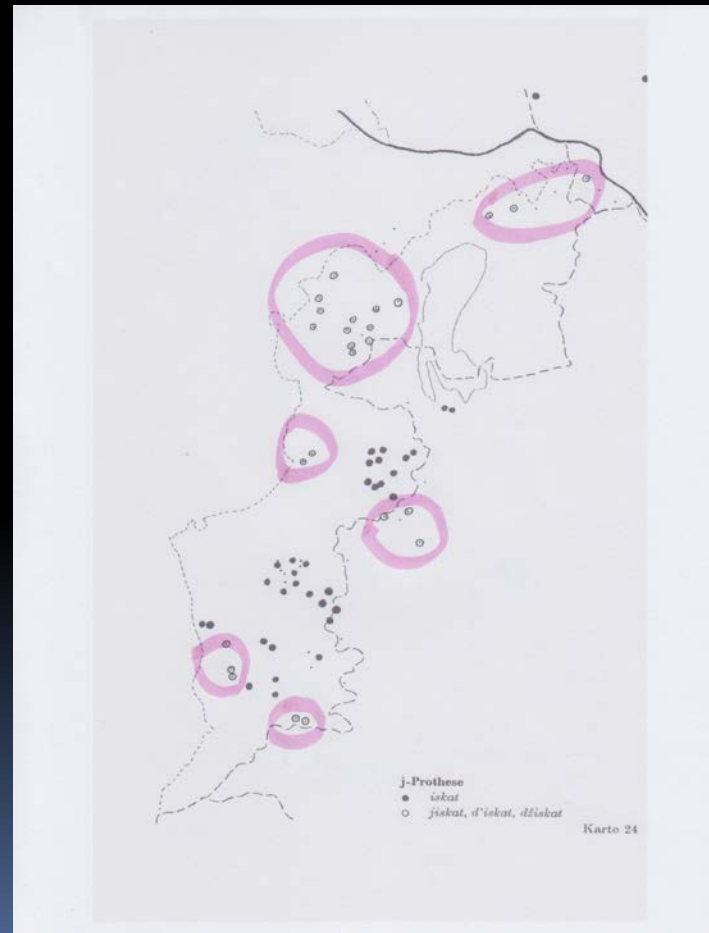 j-Prothese
● iskat
○ jiskat, d'iskat, džiskat
Karte 24